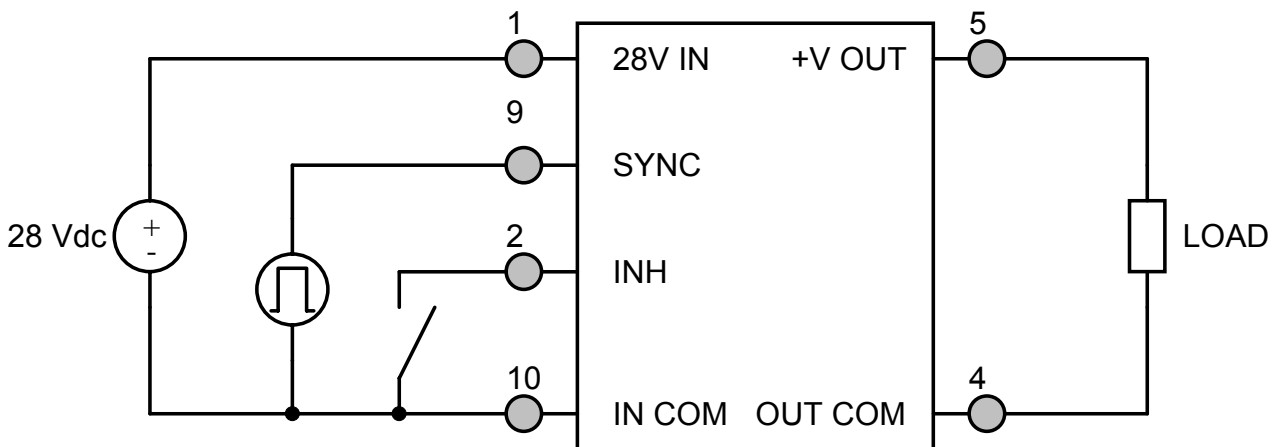 1
28V IN
+V OUT
5
9
SYNC
28 Vdc
+
-
2
INH
LOAD
10
IN COM
OUT COM
4